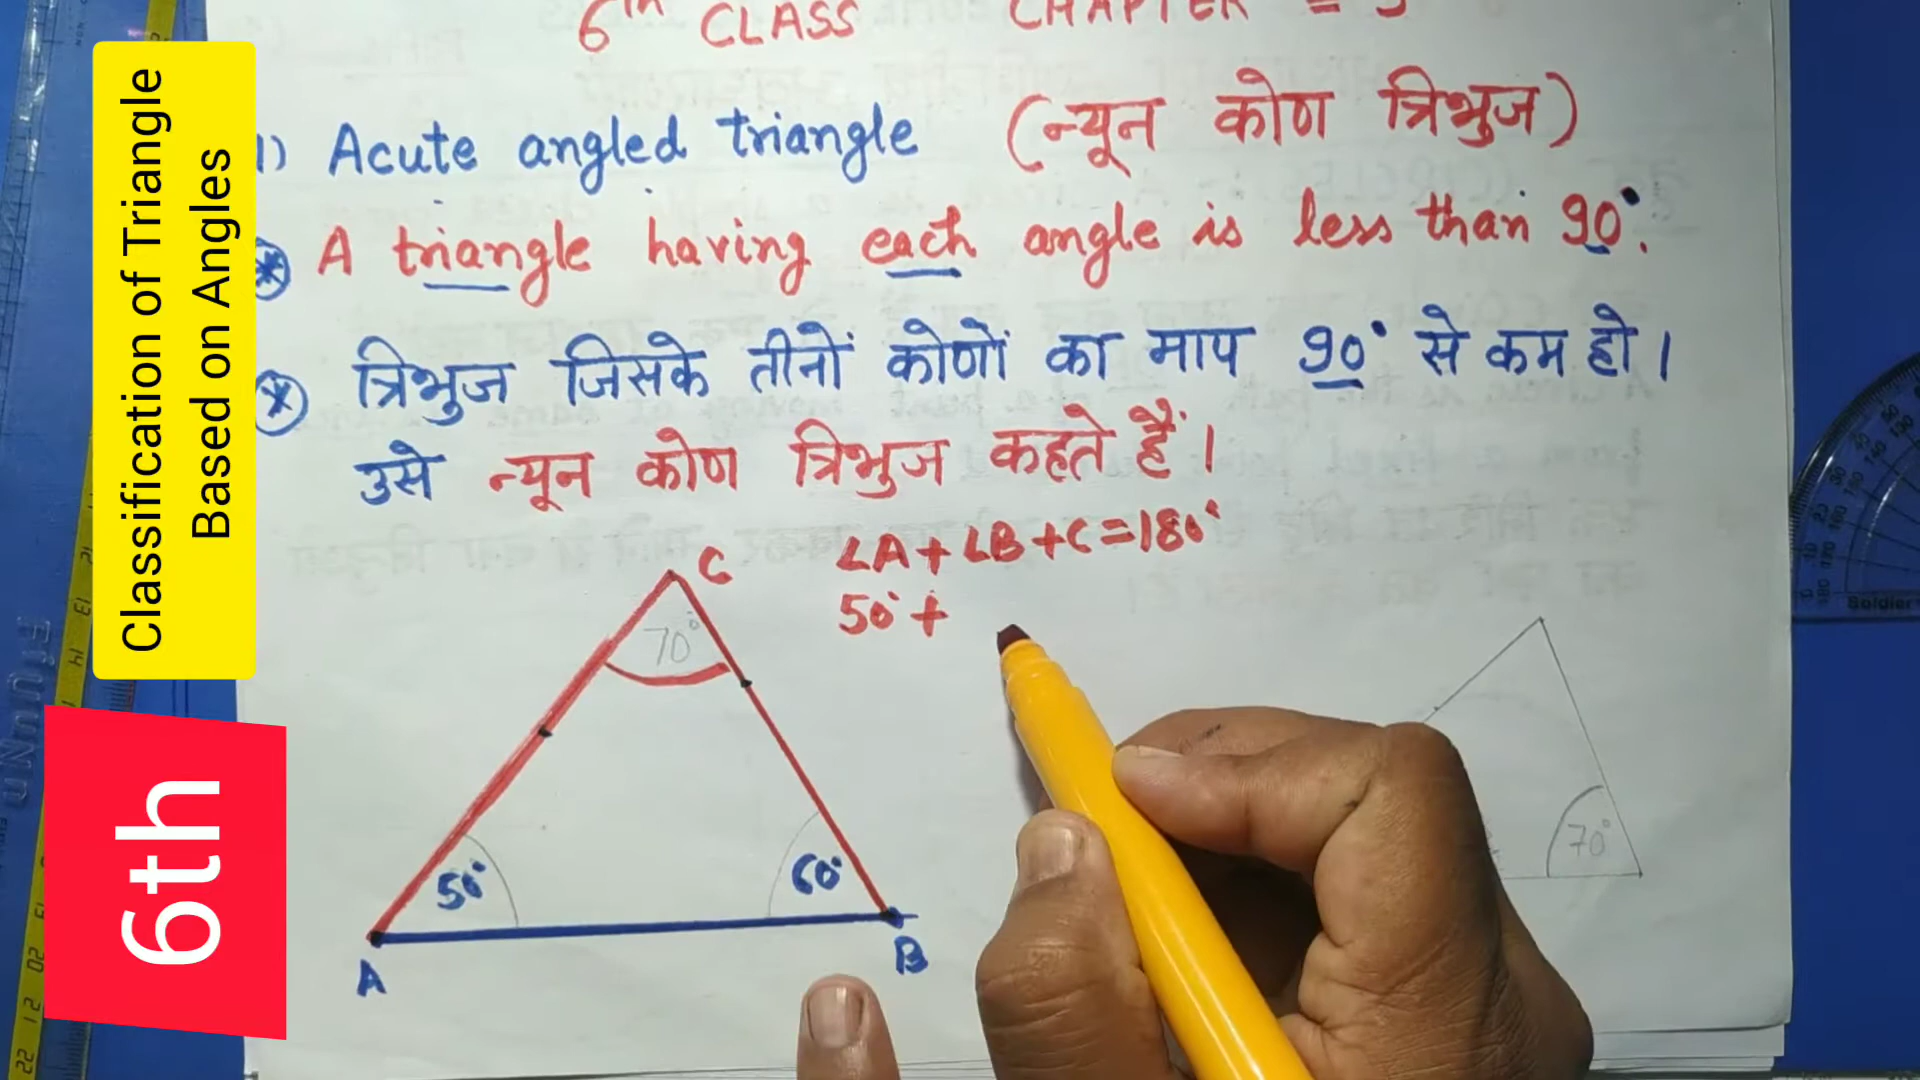 6th CLASS CHAPTER =
1) Acute angled triangle (न्यून कोण त्रिभुज)
A triangle having each angle is less than 90°.
त्रिभुज जिसके तीनों कोणों का माप 90° से कम हो।
उसे न्यून कोण त्रिभुज कहते हैं।
∠A+∠B+C=180°
50°+
C
70°
50°
60°
A
B
70°
Classification of Triangle
Based on Angles
6th
Soldier